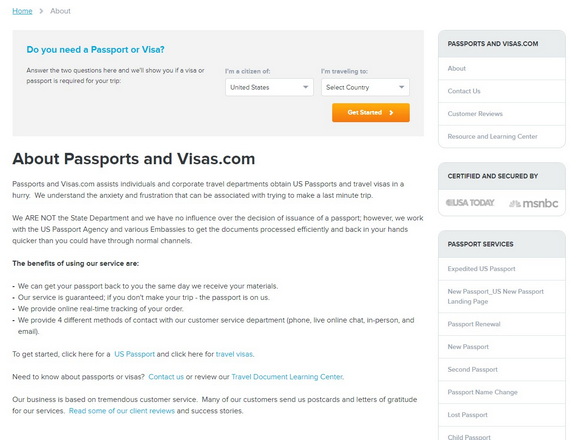 Home > About
Do you need a Passport or Visa?
Answer the two questions here and we'll show you if a visa or
passport is required for your trip:
I'm a citizen of:
I'm traveling to:
United States
Select Country
Get Started >
About Passports and Visas.com
Passports and Visas.com assists individuals and corporate travel departments obtain US Passports and travel visas in a
hurry. We understand the anxiety and frustration that can be associated with trying to make a last minute trip.
We ARE NOT the State Department and we have no influence over the decision of issuance of a passport; however, we work
with the US Passport Agency and various Embassies to get the documents processed efficiently and back in your hands
quicker than you could have through normal channels.
The benefits of using our service are:
- We can get your passport back to you the same day we receive your materials.
- Our service is guaranteed; if you don't make your trip - the passport is on us.
- We provide online real-time tracking of your order.
- We provide 4 different methods of contact with our customer service department (phone, live online chat, in-person, and
email).
To get started, click here for a US Passport and click here for travel visas.
Need to know about passports or visas? Contact us or review our Travel Document Learning Center.
Our business is based on tremendous customer service. Many of our customers send us postcards and letters of gratitude
for our services. Read some of our client reviews and success stories.
PASSPORTS AND VISAS.COM
About
Contact Us
Customer Reviews
Resource and Learning Center
CERTIFIED AND SECURED BY
USA TODAY
msnbc
PASSPORT SERVICES
Expedited US Passport
New Passport_US New Passport
Landing Page
Passport Renewal
New Passport
Second Passport
Passport Name Change
Lost Passport
Child Passport